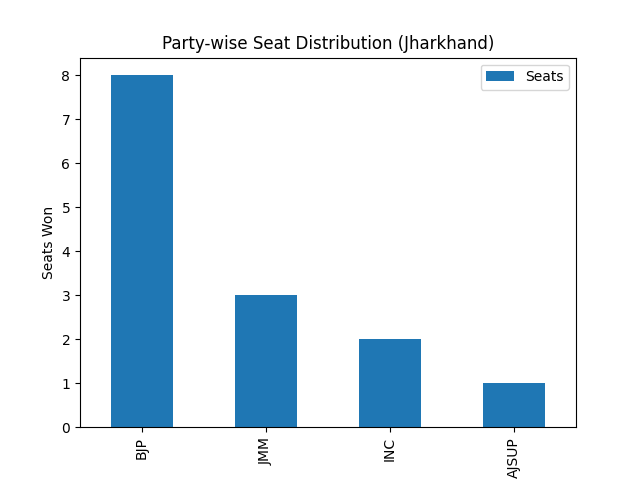 Party-wise Seat Distribution (Jharkhand)
Seats
Seats Won
8
7
6
5
4
3
2
1
0
BJP
JMM
INC
AJSUP